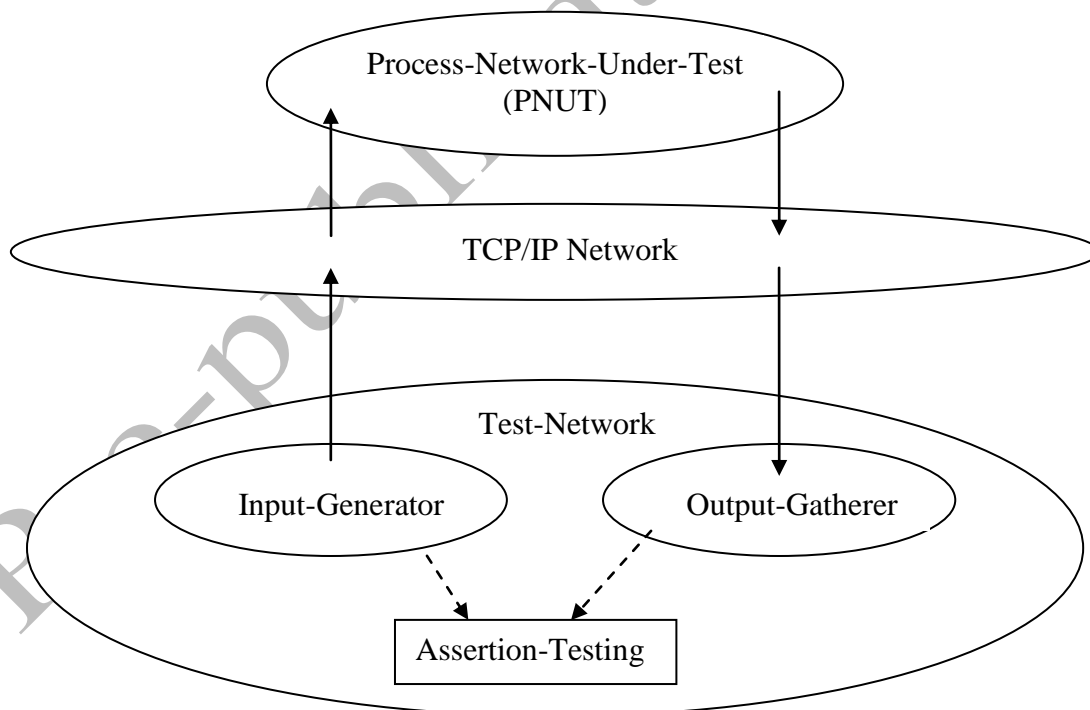 Process-Network-Under-Test
(PNUT)
TCP/IP Network
Test-Network
Input-Generator
Output-Gatherer
Assertion-Testing